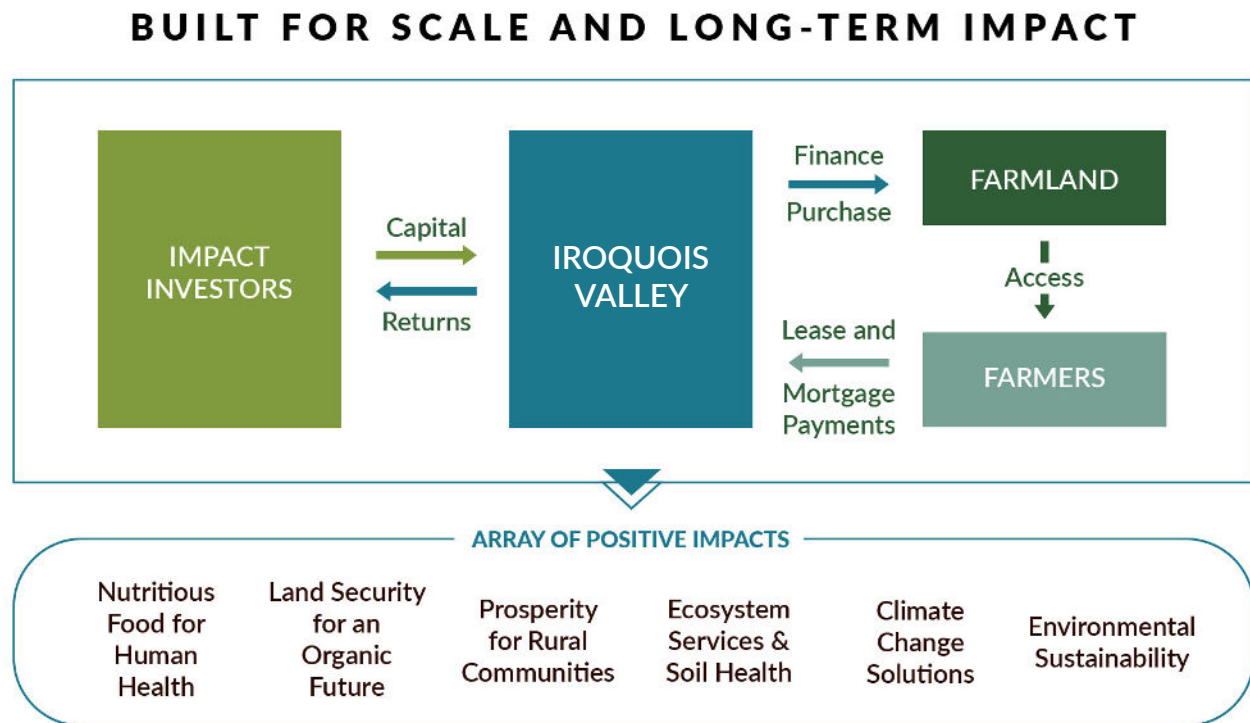 BUILT FOR SCALE AND LONG-TERM IMPACT
IMPACT
INVESTORS
Capital
Returns
IROQUOIS
VALLEY
Finance
Purchase
FARMLAND
Access
Lease and
Mortgage
Payments
FARMERS
ARRAY OF POSITIVE IMPACTS
Nutritious
Food for
Human
Health
Land Security
for an
Organic
Future
Prosperity
for Rural
Communities
Ecosystem
Services &
Soil Health
Climate
Change
Solutions
Environmental
Sustainability